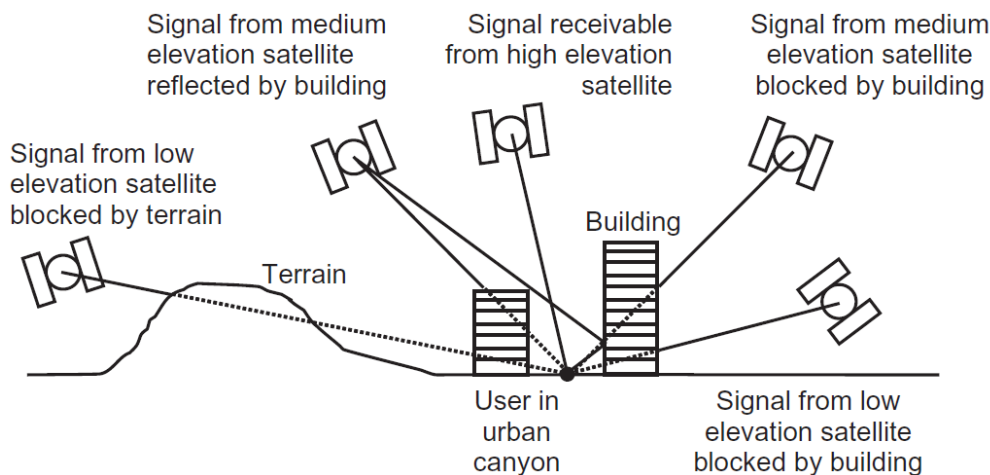 Signal from medium
elevation satellite
reflected by building
Signal receivable
from high elevation
satellite
Signal from medium
elevation satellite
blocked by building
Signal from low
elevation satellite
blocked by terrain
Building
Terrain
User in
urban
canyon
Signal from low
elevation satellite
blocked by building